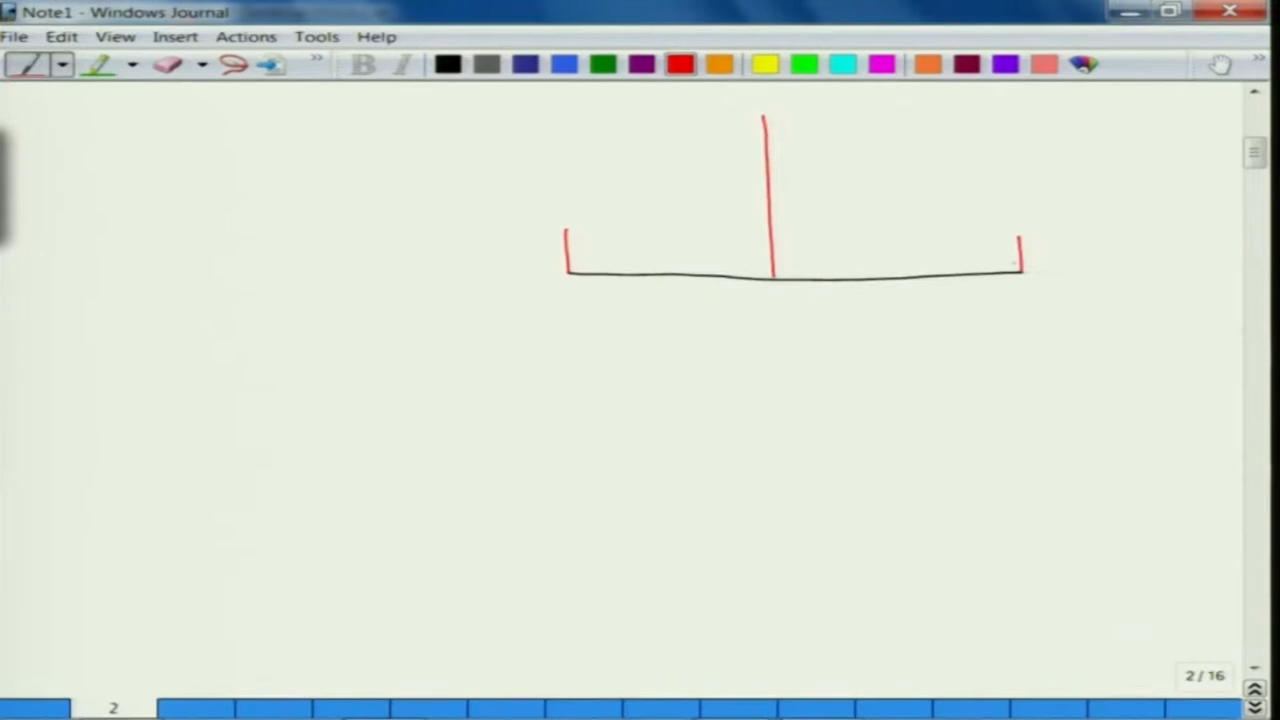 Note1 - Windows Journal
File Edit View Insert Actions Tools Help
B I
2 / 16
2